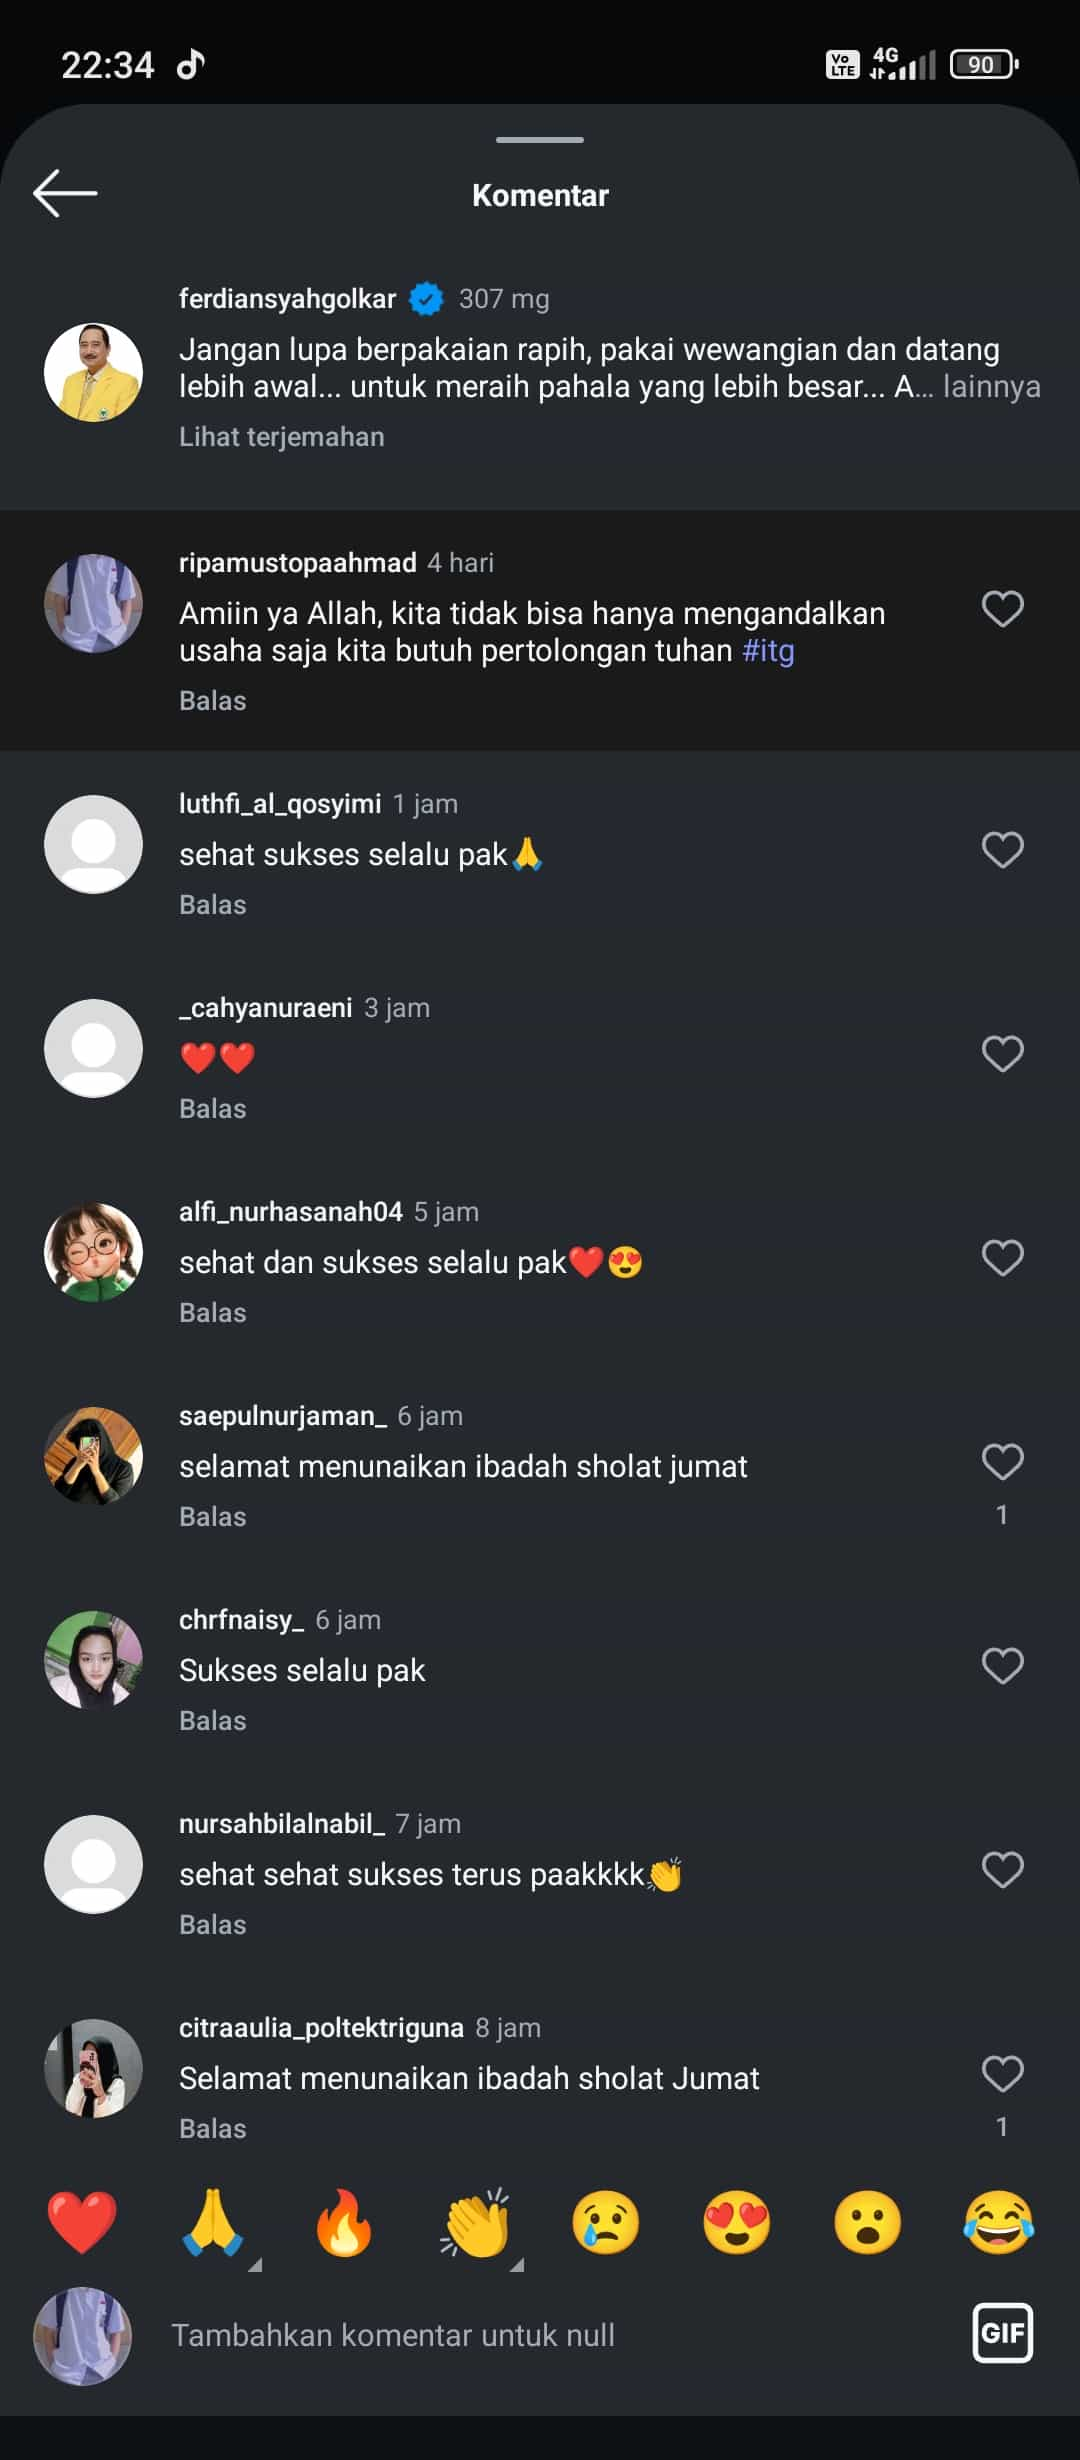 22:34
Vo LTE 4G 90
Komentar
ferdiansyahgolkar 307 mg
Jangan lupa berpakaian rapih, pakai wewangian dan datang
lebih awal... untuk meraih pahala yang lebih besar... A... lainnya
Lihat terjemahan
ripamustopaahmad 4 hari
Amiin ya Allah, kita tidak bisa hanya mengandalkan
usaha saja kita butuh pertolongan tuhan #itg
Balas
luthfi_al_qosyimi 1 jam
sehat sukses selalu pak🙏
Balas
_cahyanuraeni 3 jam
❤️❤️
Balas
alfi_nurhasanah04 5 jam
sehat dan sukses selalu pak❤️😍
Balas
saepulnurjaman_ 6 jam
selamat menunaikan ibadah sholat jumat
Balas
1
chrfnaisy_ 6 jam
Sukses selalu pak
Balas
nursahbilalnabil_ 7 jam
sehat sehat sukses terus paakkkk👏
Balas
citraaulia_poltektriguna 8 jam
Selamat menunaikan ibadah sholat Jumat
Balas
1
❤️🙏🔥👏😢😍😮😂
Tambahkan komentar untuk null
GIF